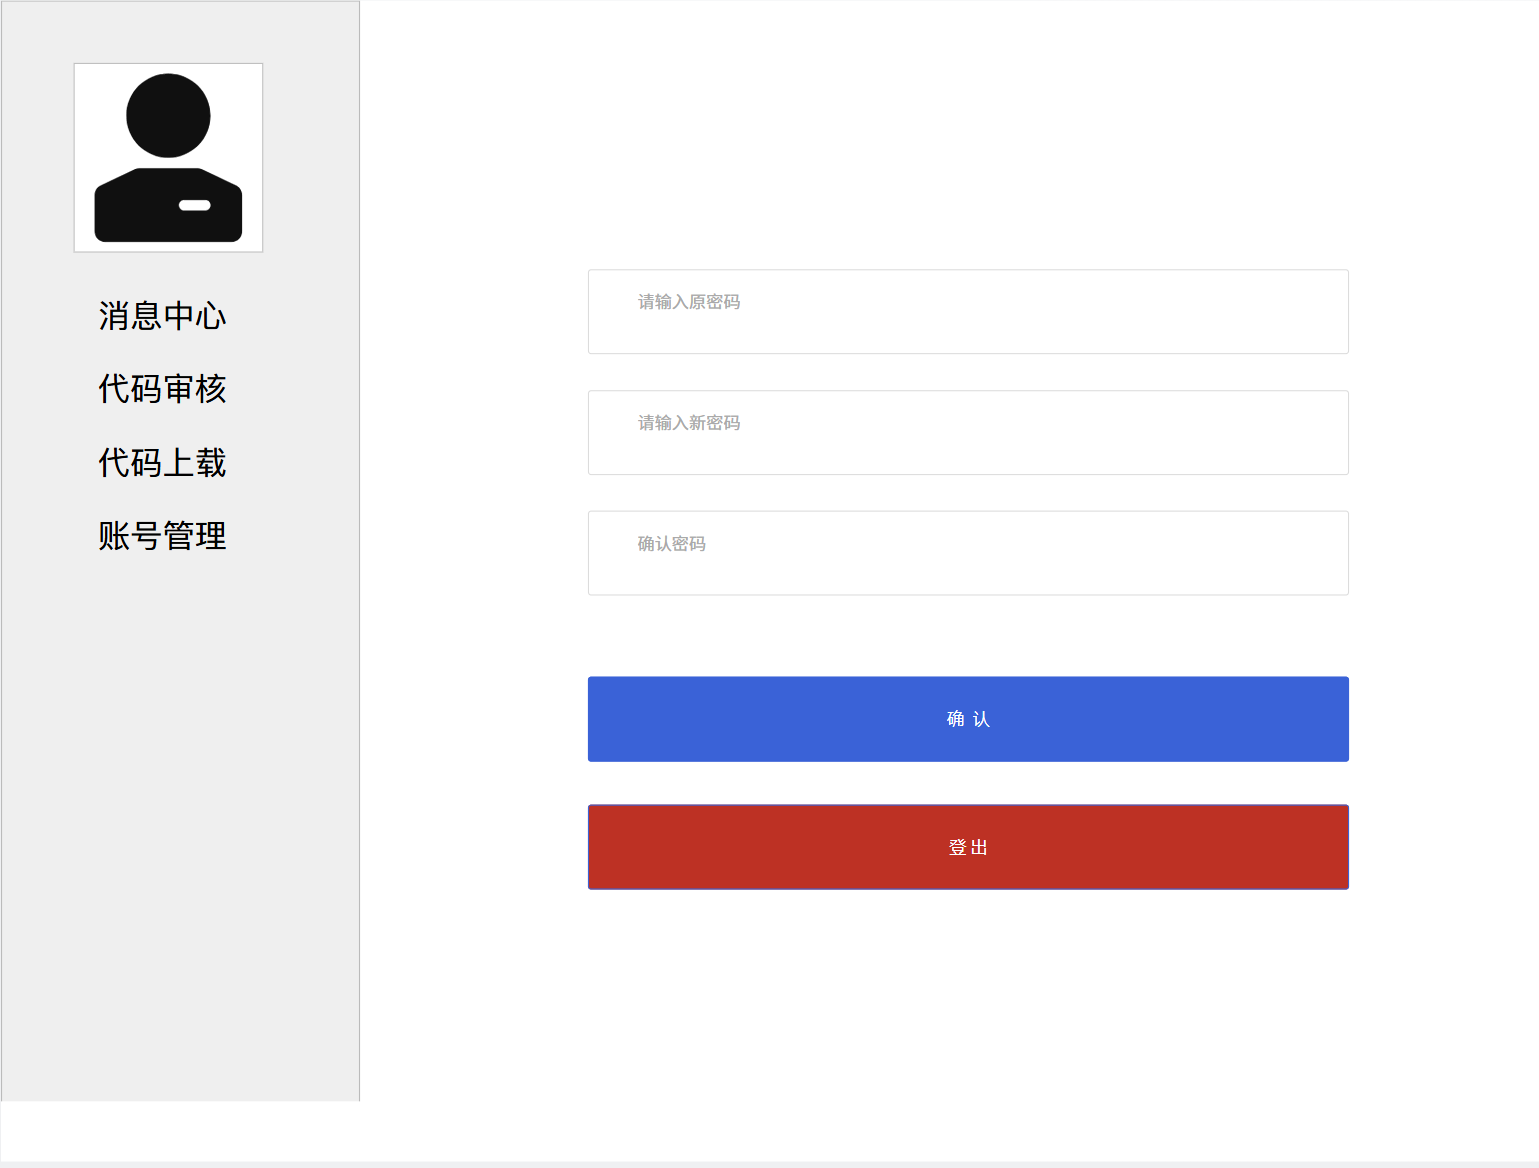 消息中心
代码审核
代码上载
账号管理
请输入原密码
请输入新密码
确认密码
确 认
登出